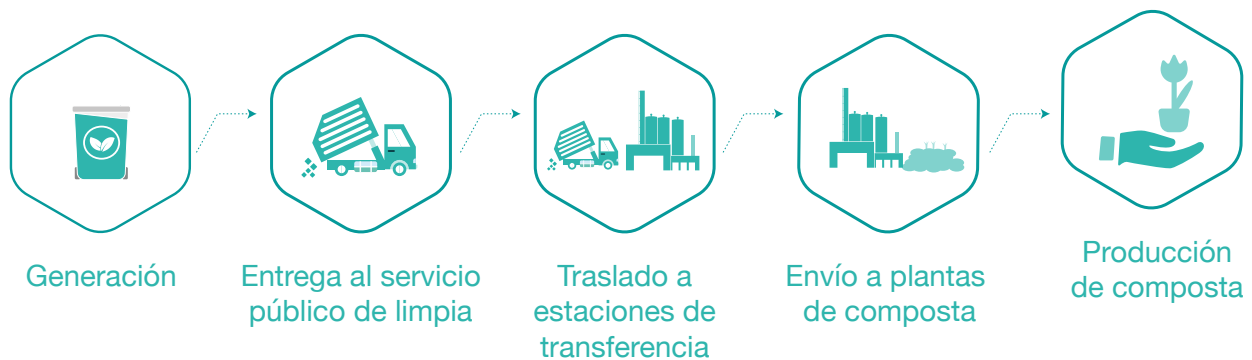 Generación
Entrega al servicio
público de limpia
Traslado a
estaciones de
transferencia
Envío a plantas
de composta
Producción
de composta